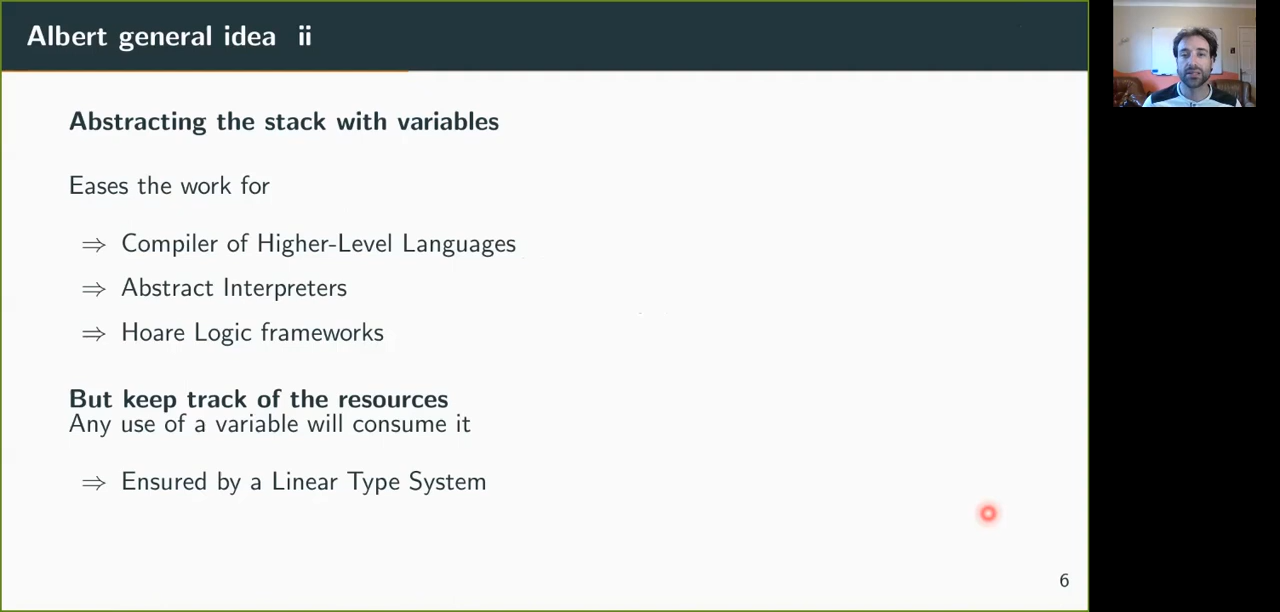 Albert general idea ii
Abstracting the stack with variables
Eases the work for
⇒ Compiler of Higher-Level Languages
⇒ Abstract Interpreters
⇒ Hoare Logic frameworks
But keep track of the resources
Any use of a variable will consume it
⇒ Ensured by a Linear Type System
6